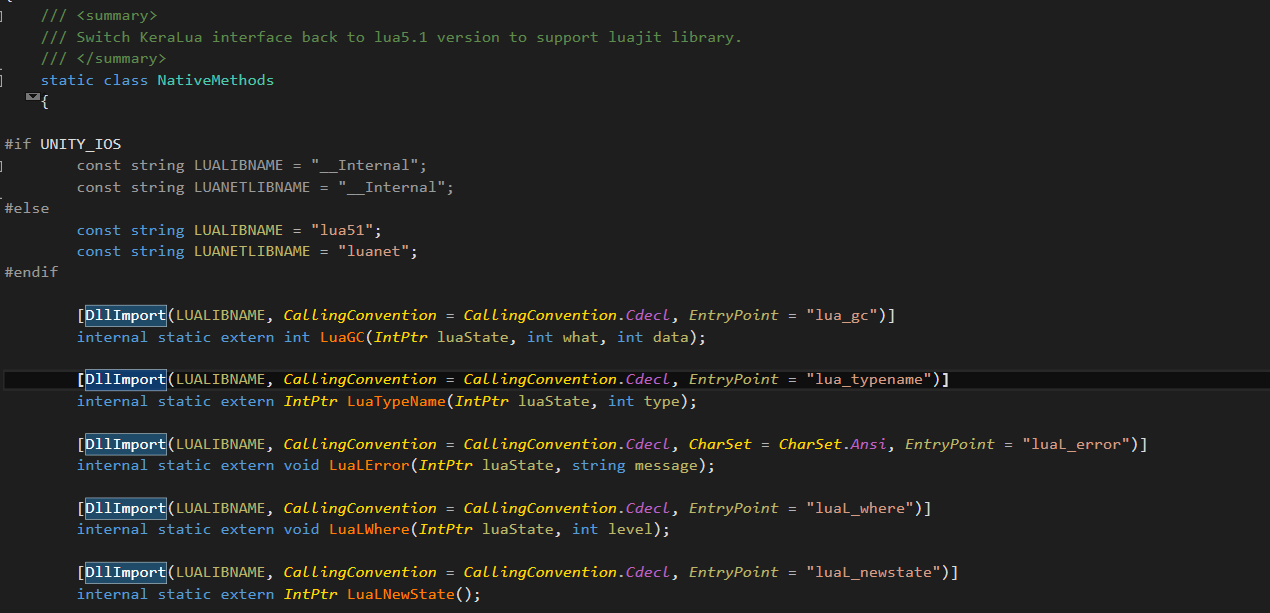 /// <summary>
/// Switch KeraLua interface back to lua5.1 version to support luajit library.
/// </summary>
static class NativeMethods
{
#if UNITY_IOS
const string LUALIBNAME = "__Internal";
const string LUANETLIBNAME = "__Internal";
#else
const string LUALIBNAME = "lua51";
const string LUANETLIBNAME = "luanet";
#endif
[DllImport(LUALIBNAME, CallingConvention = CallingConvention.Cdecl, EntryPoint = "lua_gc")]
internal static extern int LuaGC(IntPtr luaState, int what, int data);
[DllImport(LUALIBNAME, CallingConvention = CallingConvention.Cdecl, EntryPoint = "lua_typename")]
internal static extern IntPtr LuaTypeName(IntPtr luaState, int type);
[DllImport(LUALIBNAME, CallingConvention = CallingConvention.Cdecl, CharSet = CharSet.Ansi, EntryPoint = "luaL_error")]
internal static extern void LuaLError(IntPtr luaState, string message);
[DllImport(LUALIBNAME, CallingConvention = CallingConvention.Cdecl, EntryPoint = "luaL_where")]
internal static extern void LuaLWhere(IntPtr luaState, int level);
[DllImport(LUALIBNAME, CallingConvention = CallingConvention.Cdecl, EntryPoint = "luaL_newstate")]
internal static extern IntPtr LuaLNewState();